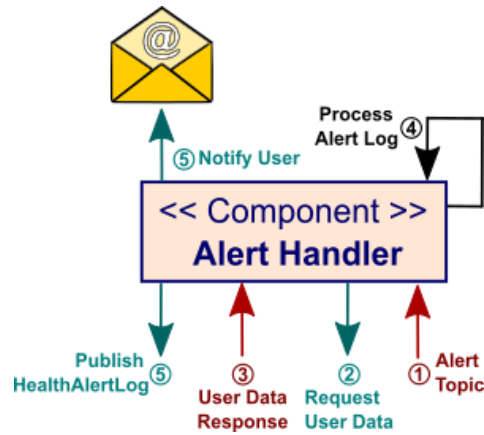 @
Process
Alert Log ④
⑤ Notify User
<< Component >>
Alert Handler
Publish
HealthAlertLog ⑤
③
User Data
Response
②
Request
User Data
① Alert
Topic